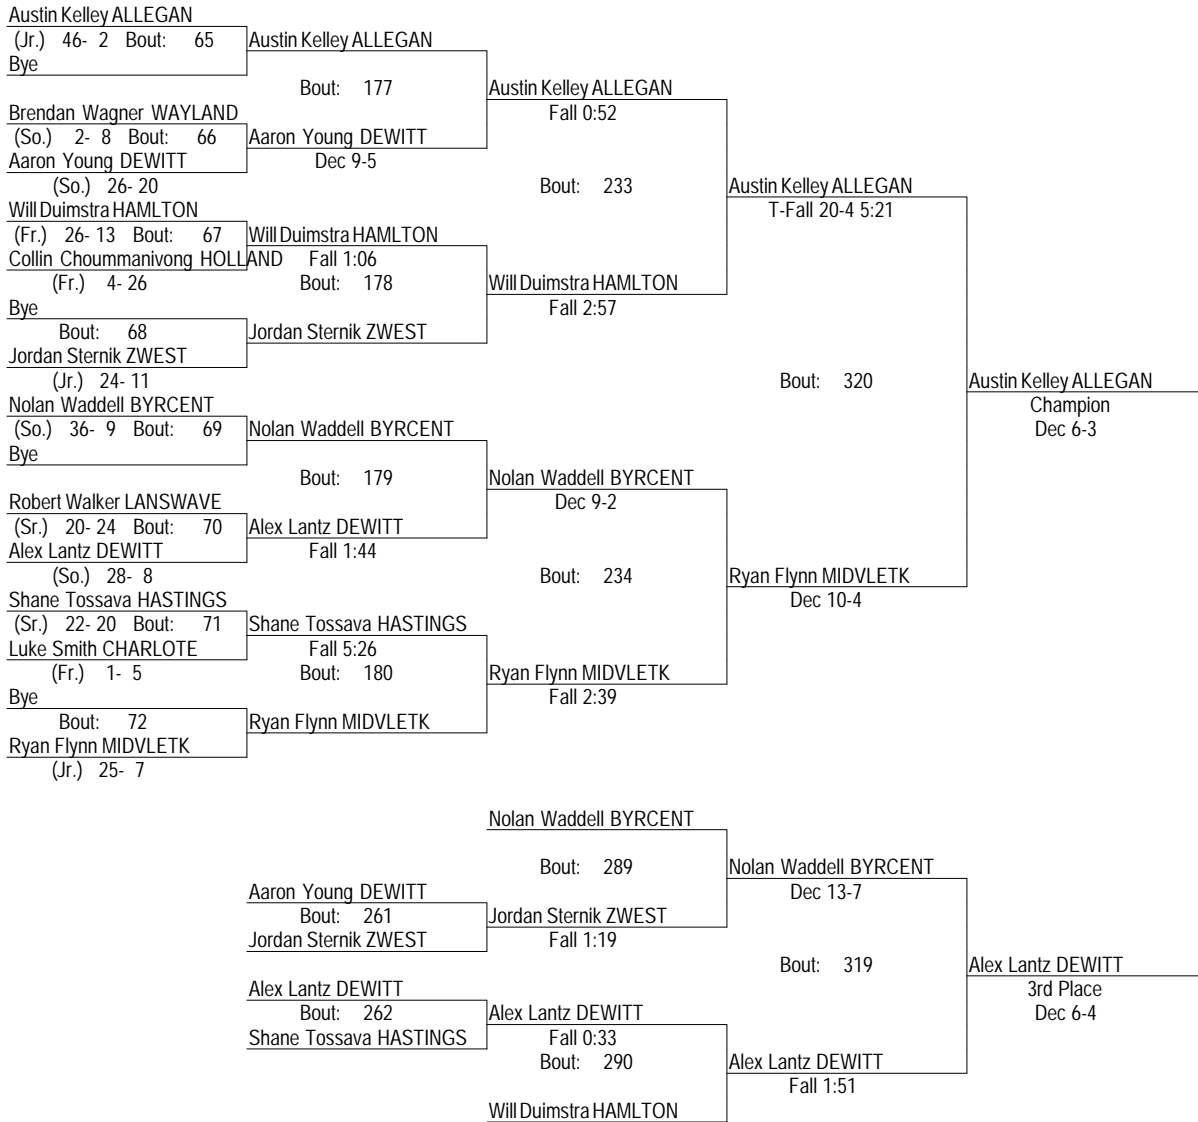 Austin Kelley ALLEGAN
(Jr.) 46- 2 Bout: 65 Austin Kelley ALLEGAN
Bye
Bout: 177 Austin Kelley ALLEGAN
Brendan Wagner WAYLAND Fall 0:52
(So.) 2- 8 Bout: 66 Aaron Young DEWITT
Aaron Young DEWITT Dec 9-5
(So.) 26- 20 Bout: 233 Austin Kelley ALLEGAN
Will Duimstra HAMLTON T-Fall 20-4 5:21
(Fr.) 26- 13 Bout: 67 Will Duimstra HAMLTON
Collin Choummanivong HOLLAND Fall 1:06
(Fr.) 4- 26 Bout: 178 Will Duimstra HAMLTON
Bye Fall 2:57
Bout: 68 Jordan Sternik ZWEST
Jordan Sternik ZWEST
(Jr.) 24- 11 Bout: 320 Austin Kelley ALLEGAN
Nolan Waddell BYRCENT Champion
(So.) 36- 9 Bout: 69 Nolan Waddell BYRCENT Dec 6-3
Bye
Bout: 179 Nolan Waddell BYRCENT
Robert Walker LANSWAVE Dec 9-2
(Sr.) 20- 24 Bout: 70 Alex Lantz DEWITT
Alex Lantz DEWITT Fall 1:44
(So.) 28- 8 Bout: 234 Ryan Flynn MIDVLETK
Shane Tossava HASTINGS Dec 10-4
(Sr.) 22- 20 Bout: 71 Shane Tossava HASTINGS
Luke Smith CHARLOTE Fall 5:26
(Fr.) 1- 5 Bout: 180 Ryan Flynn MIDVLETK
Bye Fall 2:39
Bout: 72 Ryan Flynn MIDVLETK
Ryan Flynn MIDVLETK
(Jr.) 25- 7
Nolan Waddell BYRCENT
Bout: 289 Nolan Waddell BYRCENT
Aaron Young DEWITT Dec 13-7
Bout: 261 Jordan Sternik ZWEST
Jordan Sternik ZWEST Fall 1:19
Bout: 319 Alex Lantz DEWITT
Alex Lantz DEWITT 3rd Place
Bout: 262 Alex Lantz DEWITT Dec 6-4
Shane Tossava HASTINGS Fall 0:33
Bout: 290 Alex Lantz DEWITT
Fall 1:51
Will Duimstra HAMLTON